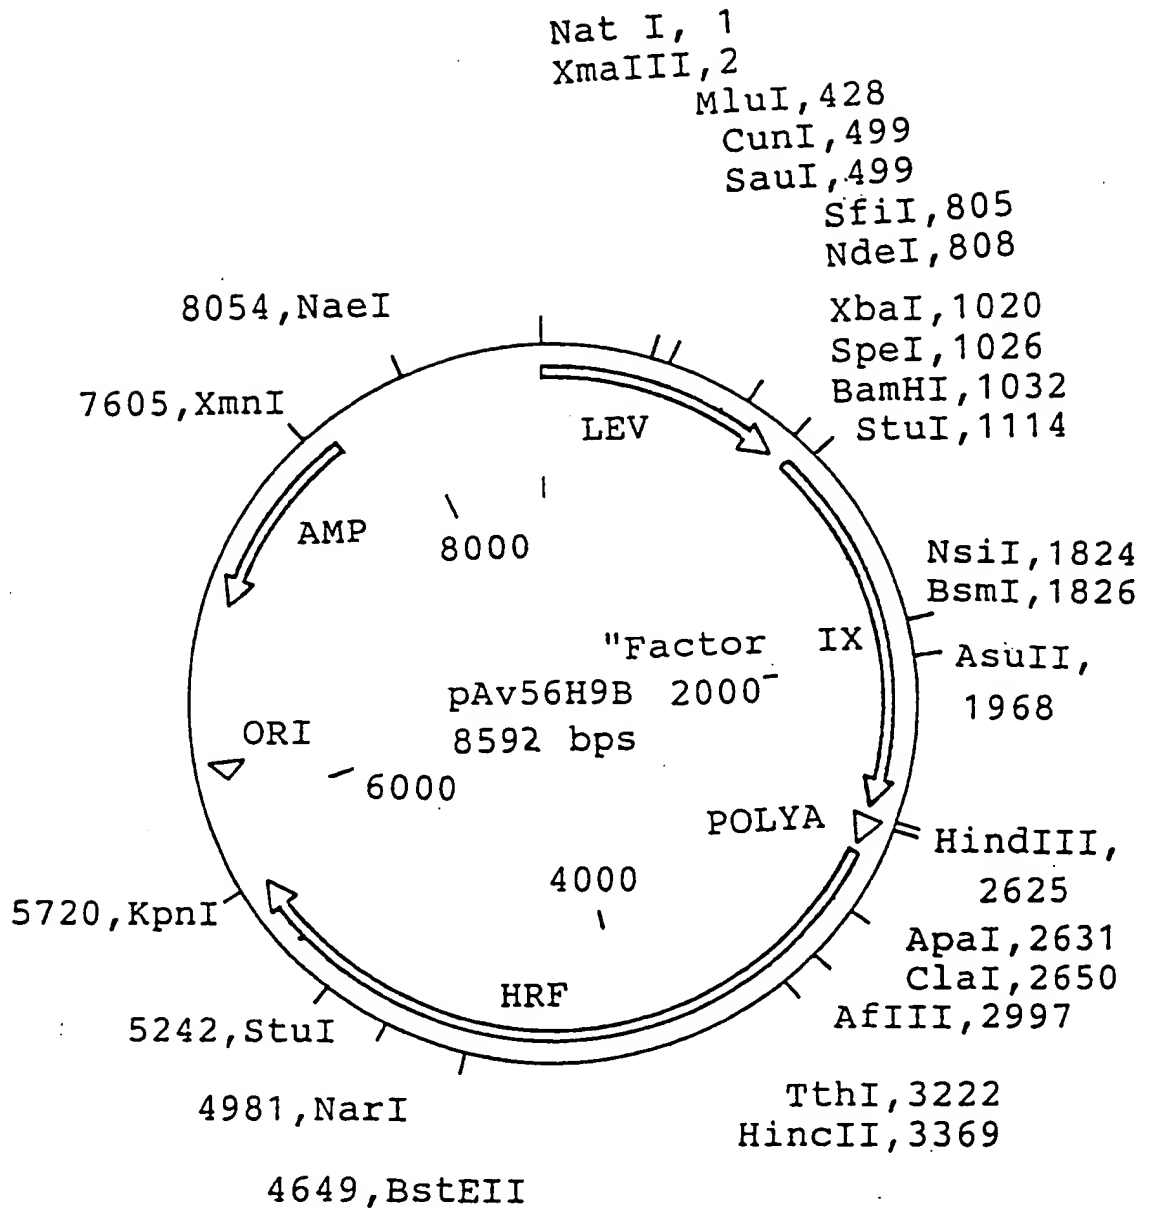 Nat I, 1
XmaIII,2
MluI,428
CunI,499
SauI,499
SfiI,805
NdeI,808
XbaI,1020
SpeI,1026
BamHI,1032
StuI,1114
8054,NaeI
7605,XmnI
LEV
AMP
8000
NsiI,1824
BsmI,1826
"Factor IX
AsuII,
1968
pAv56H9B
2000
8592 bps
ORI
6000
POLYA
HindIII,
2625
4000
5720,KpnI
ApaI,2631
ClaI,2650
HRF
AfIII,2997
5242,StuI
4981,NarI
TthI,3222
HincII,3369
4649,BstEII